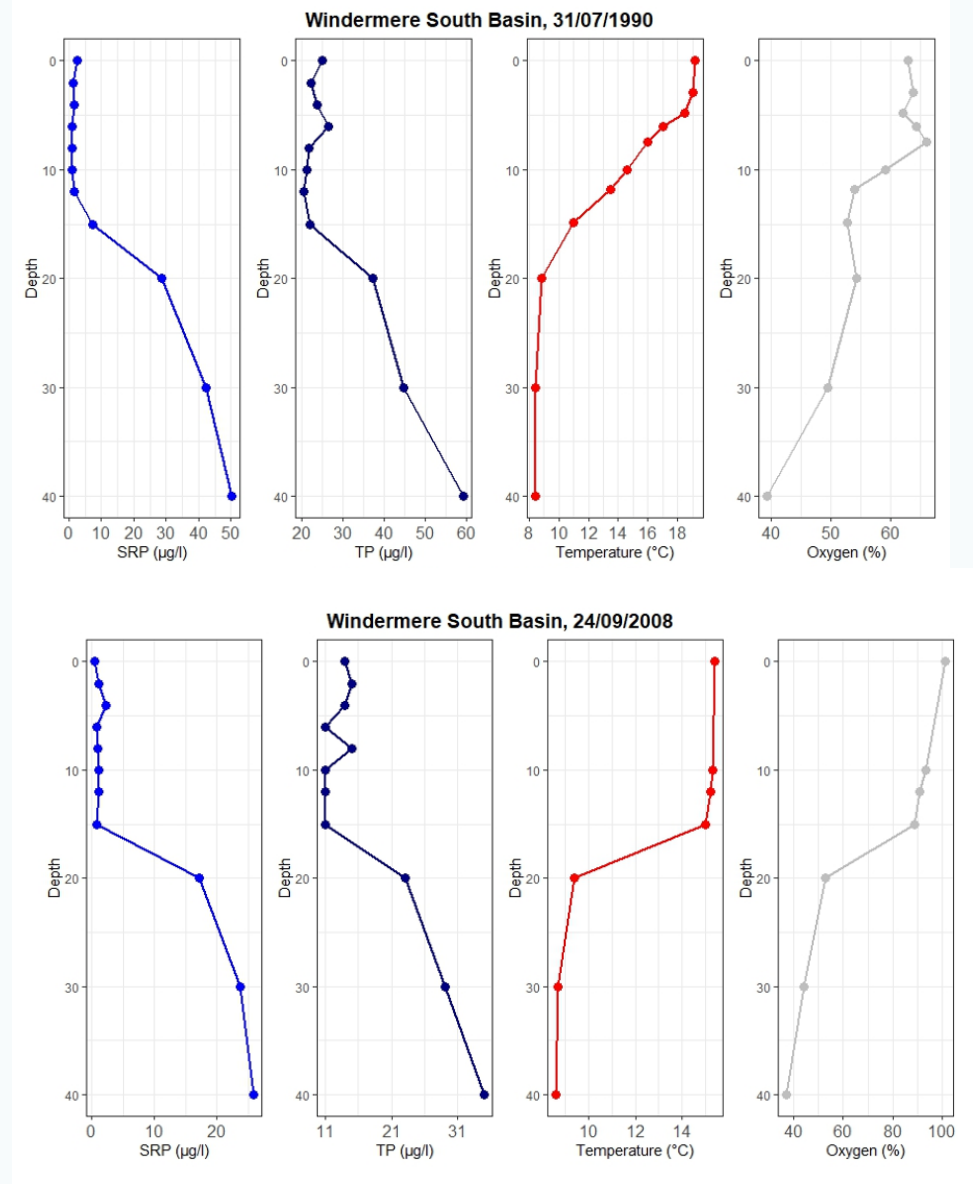 Windermere South Basin, 31/07/1990
0 0 0 0
10 10 10 10
Depth Depth Depth Depth
20 20 20 20
30 30 30 30
40 40 40 40
0 10 20 30 40 50 20 30 40 50 60 8 10 12 14 16 18 40 50 60
SRP (µg/l) TP (µg/l) Temperature (°C) Oxygen (%)
Windermere South Basin, 24/09/2008
0 0 0 0
10 10 10 10
Depth Depth Depth Depth
20 20 20 20
30 30 30 30
40 40 40 40
0 10 20 11 21 31 10 12 14 40 60 80 100
SRP (µg/l) TP (µg/l) Temperature (°C) Oxygen (%)